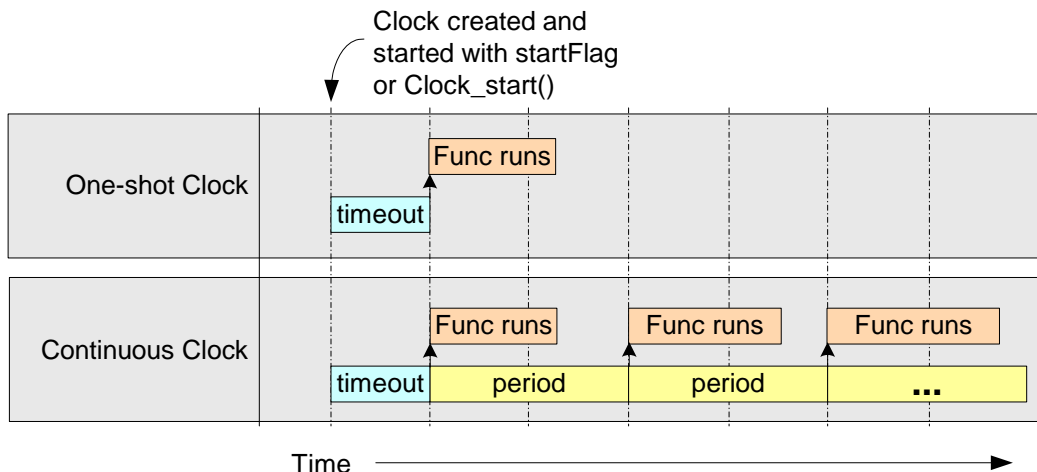 Clock created and
started with startFlag
or Clock_start()
One-shot Clock
Func runs
timeout
Continuous Clock
Func runs
Func runs
Func runs
timeout
period
period
...
Time